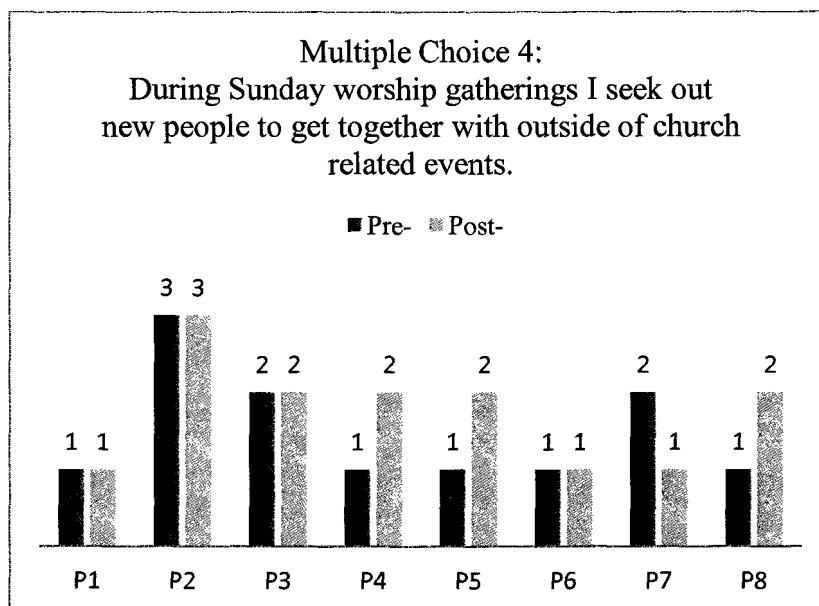 Multiple Choice 4:
During Sunday worship gatherings I seek out
new people to get together with outside of church
related events.
Pre- Post-
3 3
2 2 2 2 2 2
1 1 1 1 1 1 1 1
P1 P2 P3 P4 P5 P6 P7 P8